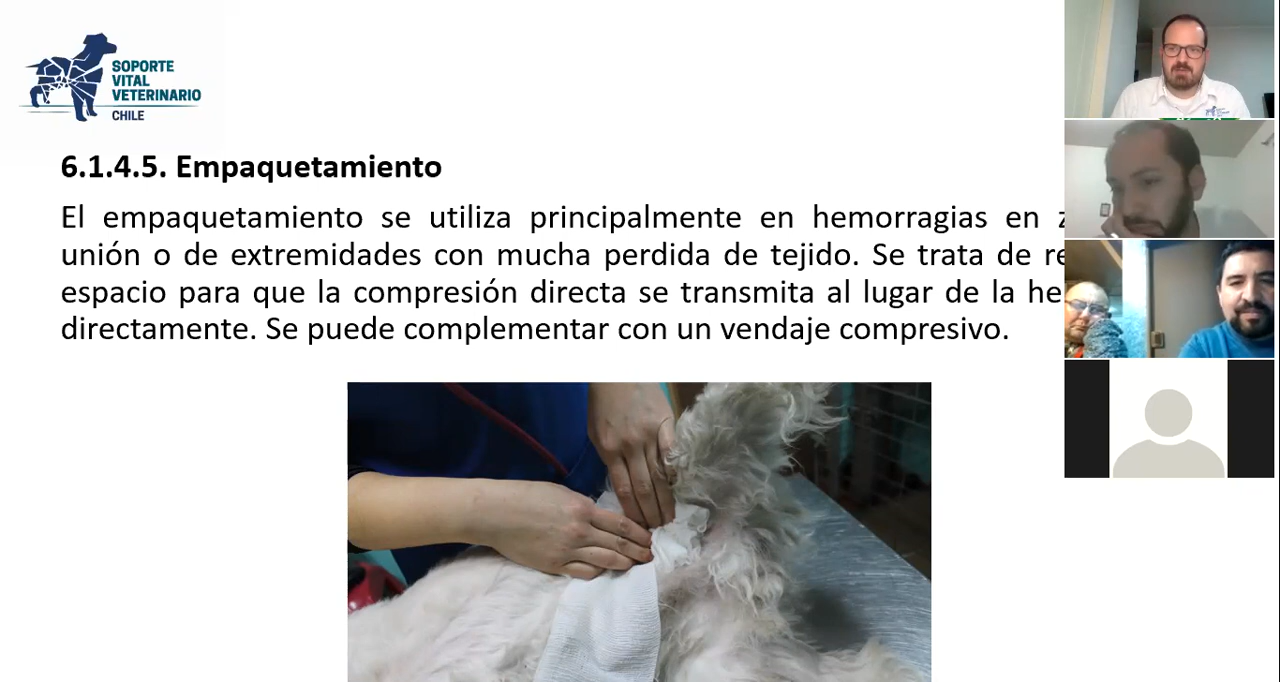 SOPORTE
VITAL
VETERINARIO
CHILE
6.1.4.5. Empaquetamiento
El empaquetamiento se utiliza principalmente en hemorragias en
unión o de extremidades con mucha perdida de tejido. Se trata de
espacio para que la compresión directa se transmita al lugar de la
directamente. Se puede complementar con un vendaje compresivo.